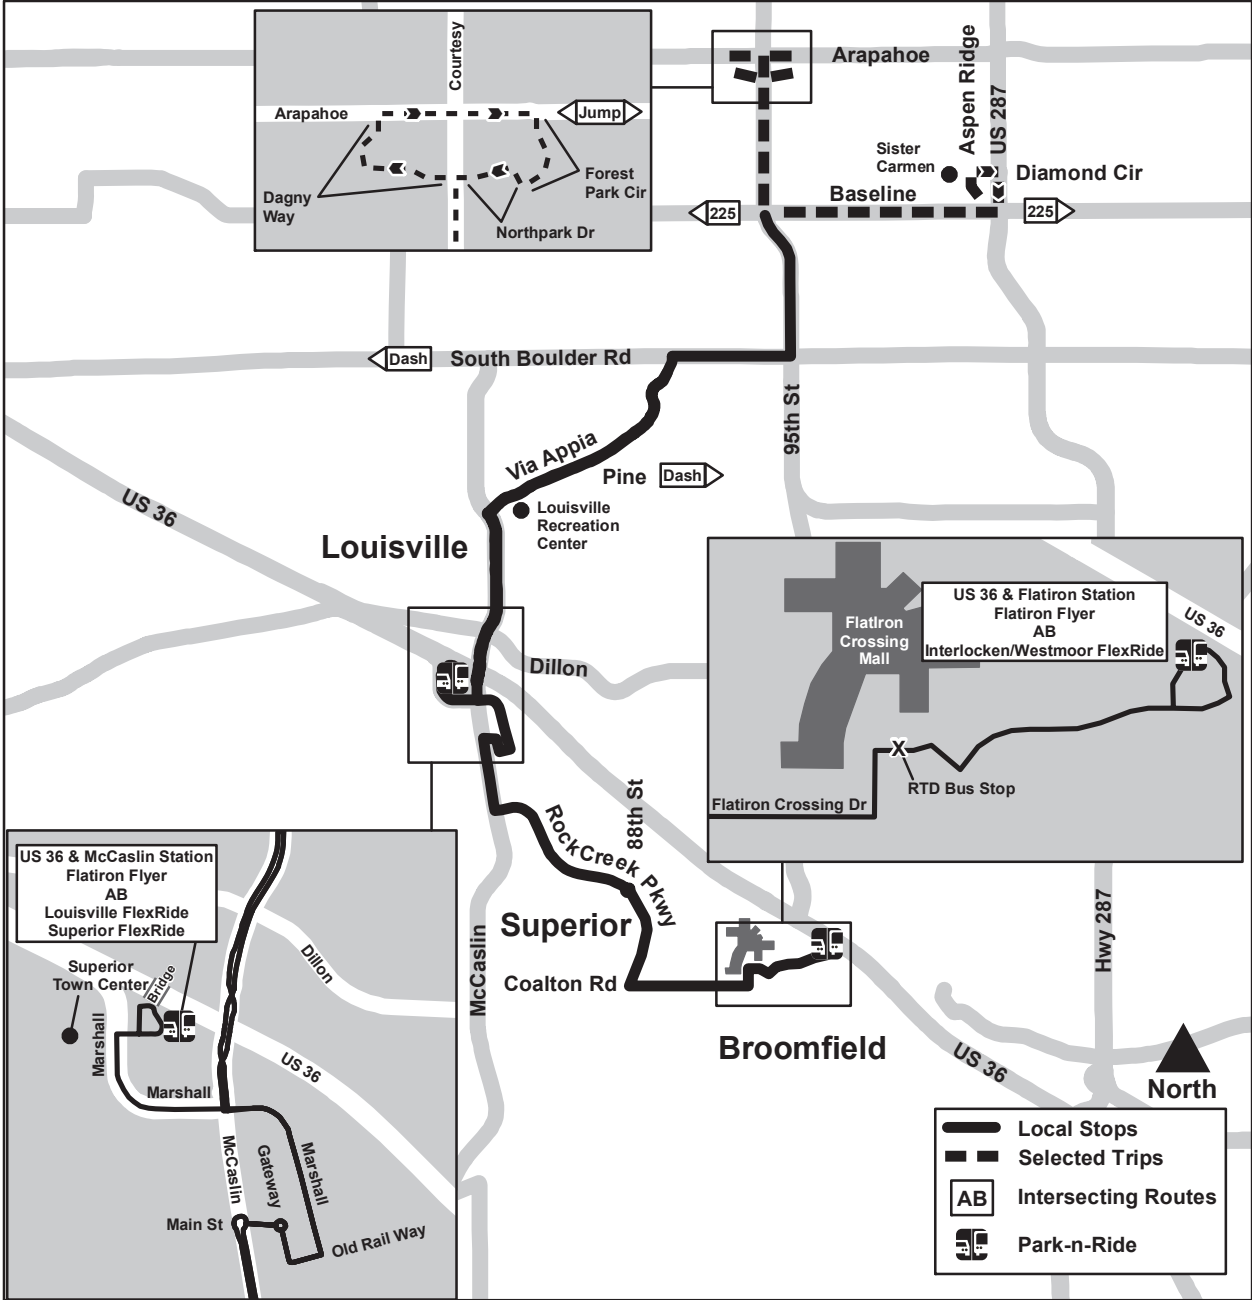 Courtesy
Arapahoe
Jump
Dagny
Way
Forest
Park Cir
Northpark Dr
Arapahoe
Aspen Ridge
US 287
Sister
Carmen
Diamond Cir
Baseline
225
225
Dash
South Boulder Rd
95th St
Via Appia
Pine
Dash
US 36
Louisville
Recreation
Center
Louisville
Dillon
US 36 & Flatiron Station
Flatiron Flyer
AB
Interlocken/Westmoor FlexRide
US 36
FlatIron
Crossing
Mall
X
RTD Bus Stop
Flatiron Crossing Dr
88th St
RockCreek Pkwy
Superior
McCaslin
Coalton Rd
Hwy 287
Broomfield
US 36
US 36 & McCaslin Station
Flatiron Flyer
AB
Louisville FlexRide
Superior FlexRide
Superior
Town Center
Bridge
Dillon
Marshall
US 36
Marshall
McCaslin
Gateway
Marshall
Main St
Old Rail Way
North
Local Stops
Selected Trips
AB Intersecting Routes
Park-n-Ride